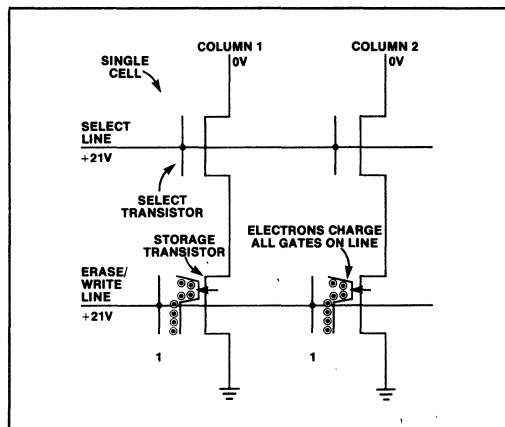 COLUMN 1
0V
COLUMN 2
0V
SINGLE
CELL
SELECT
LINE
+21V
SELECT
TRANSISTOR
STORAGE
TRANSISTOR
ELECTRONS CHARGE
ALL GATES ON LINE
ERASE/
WRITE
LINE
+21V
1
1